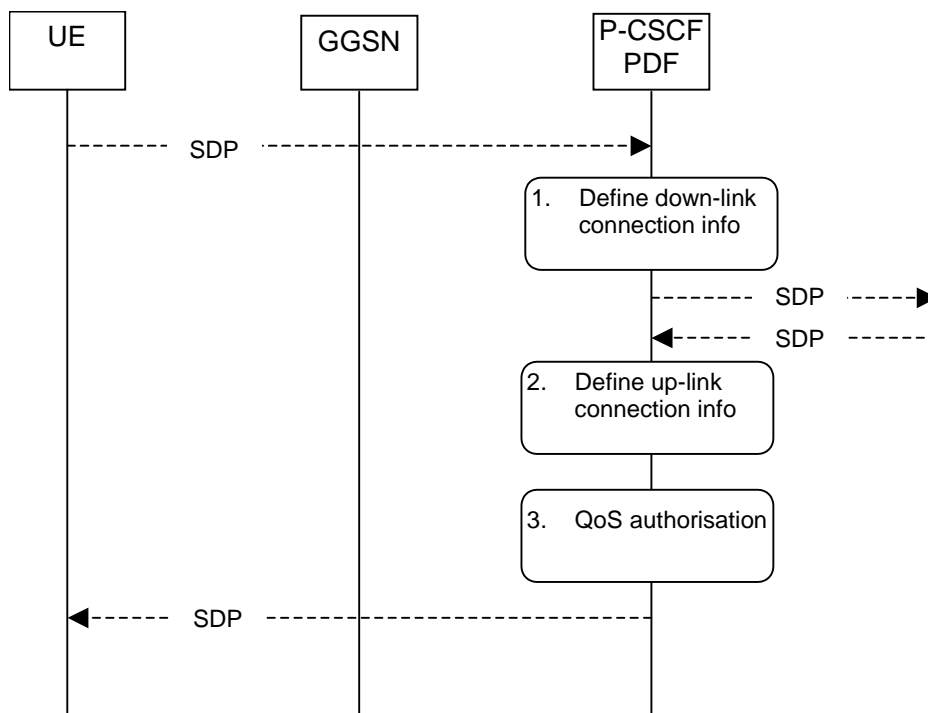 UE
GGSN
P-CSCF
PDF
SDP
1. Define down-link
connection info
SDP
SDP
2. Define up-link
connection info
3. QoS authorisation
SDP